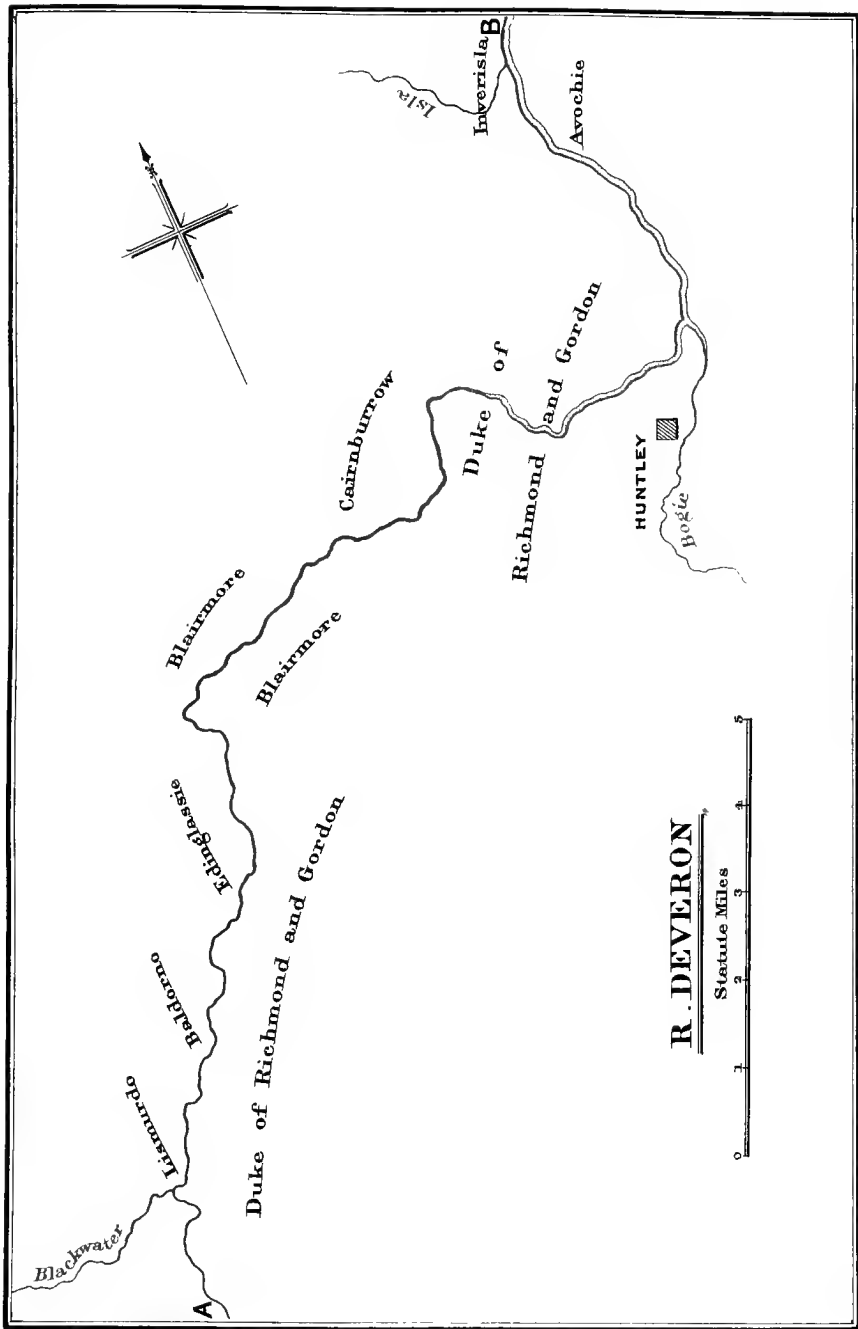 Blackwater
A
Lismurdo
Baldorno
Edinglassie
Duke of Richmond and Gordon
Blairmore
Blairmore
Cairnburrow
Duke of
Richmond and Gordon
HUNTLEY
Bogie
Isla
Inverisla
B
Avochie
R. DEVERON
Statute Miles
0 1 2 3 4 5